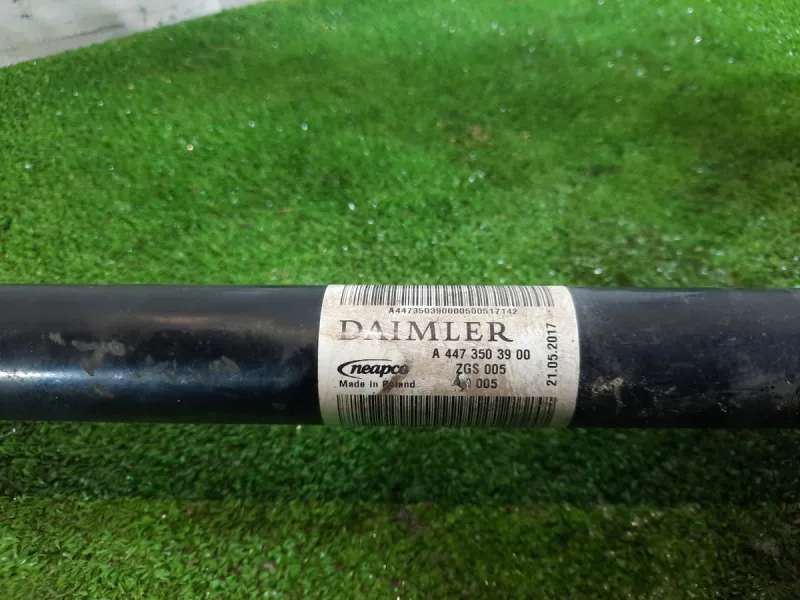 A4473503900000500517142
DAIMLER
A 447 350 39 00
neapco
ZGS 005
Made in Poland
005
21.05.2017